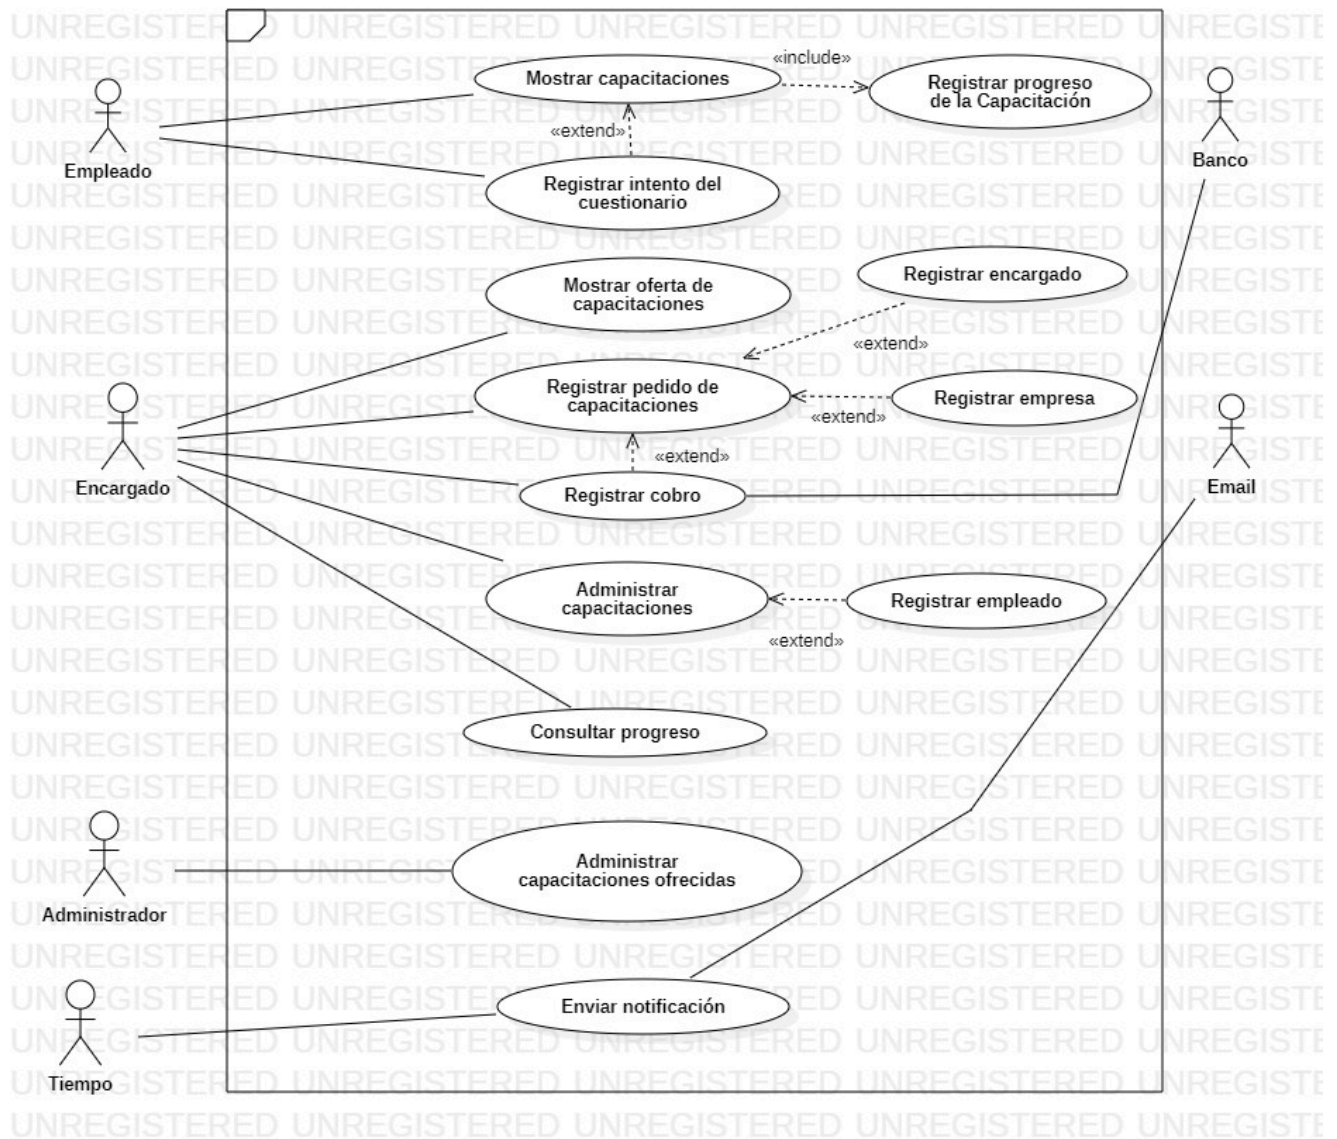 Mostrar capacitaciones
«include»
Registrar progreso
de la Capacitación
Empleado
«extend»
Banco
Registrar intento del
cuestionario
Mostrar oferta de
capacitaciones
Registrar encargado
«extend»
Registrar pedido de
capacitaciones
Registrar empresa
«extend»
«extend»
Encargado
Registrar cobro
Email
Administrar
capacitaciones
Registrar empleado
«extend»
Consultar progreso
Administrar
capacitaciones ofrecidas
Administrador
Enviar notificación
Tiempo
UNREGISTERED